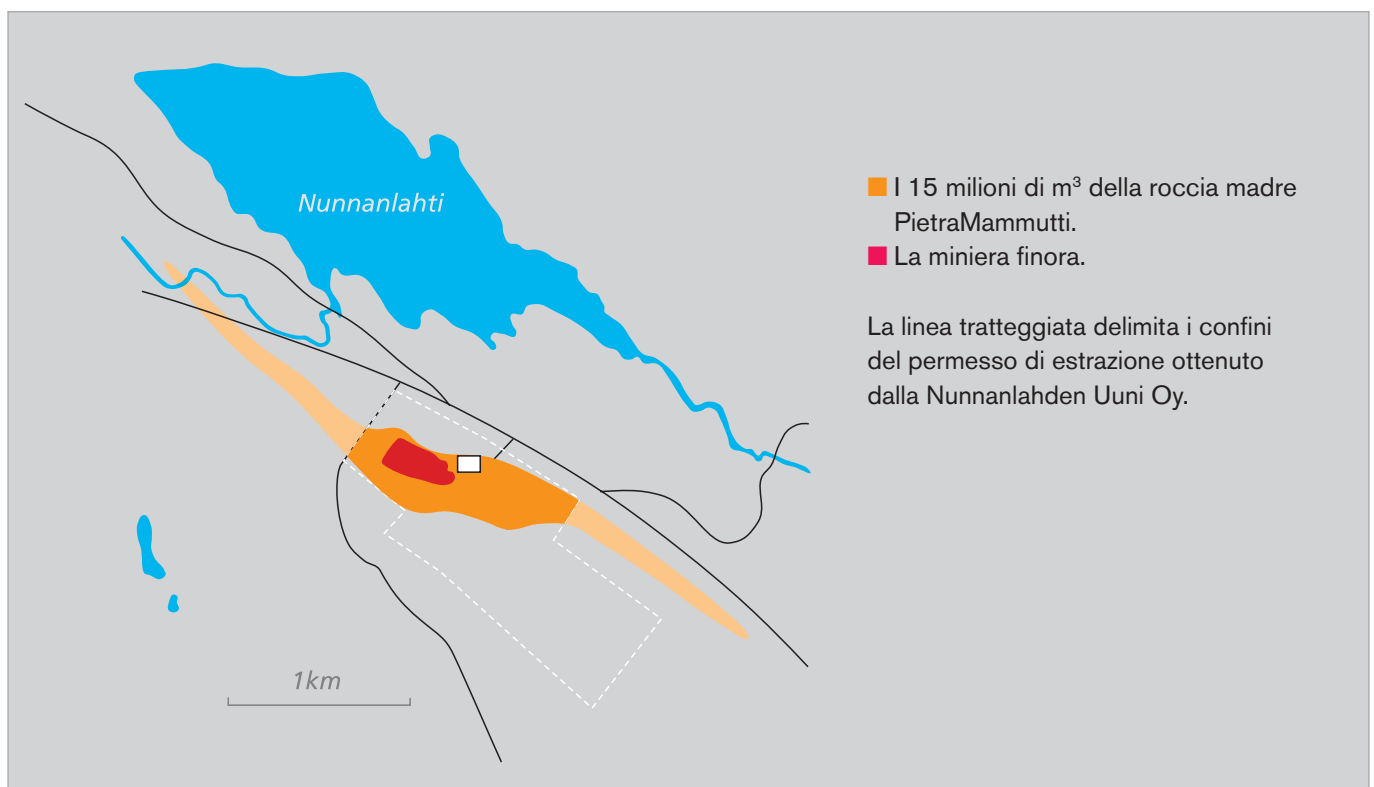 Nunnanlahti
I 15 milioni di m³ della roccia madre
PietraMammutti.
La miniera finora.
La linea tratteggiata delimita i confini
del permesso di estrazione ottenuto
dalla Nunnanlahden Uuni Oy.
1km